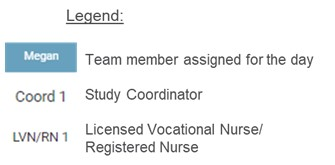 Legend:
Megan Team member assigned for the day
Coord 1 Study Coordinator
LVN/RN 1 Licensed Vocational Nurse/
Registered Nurse